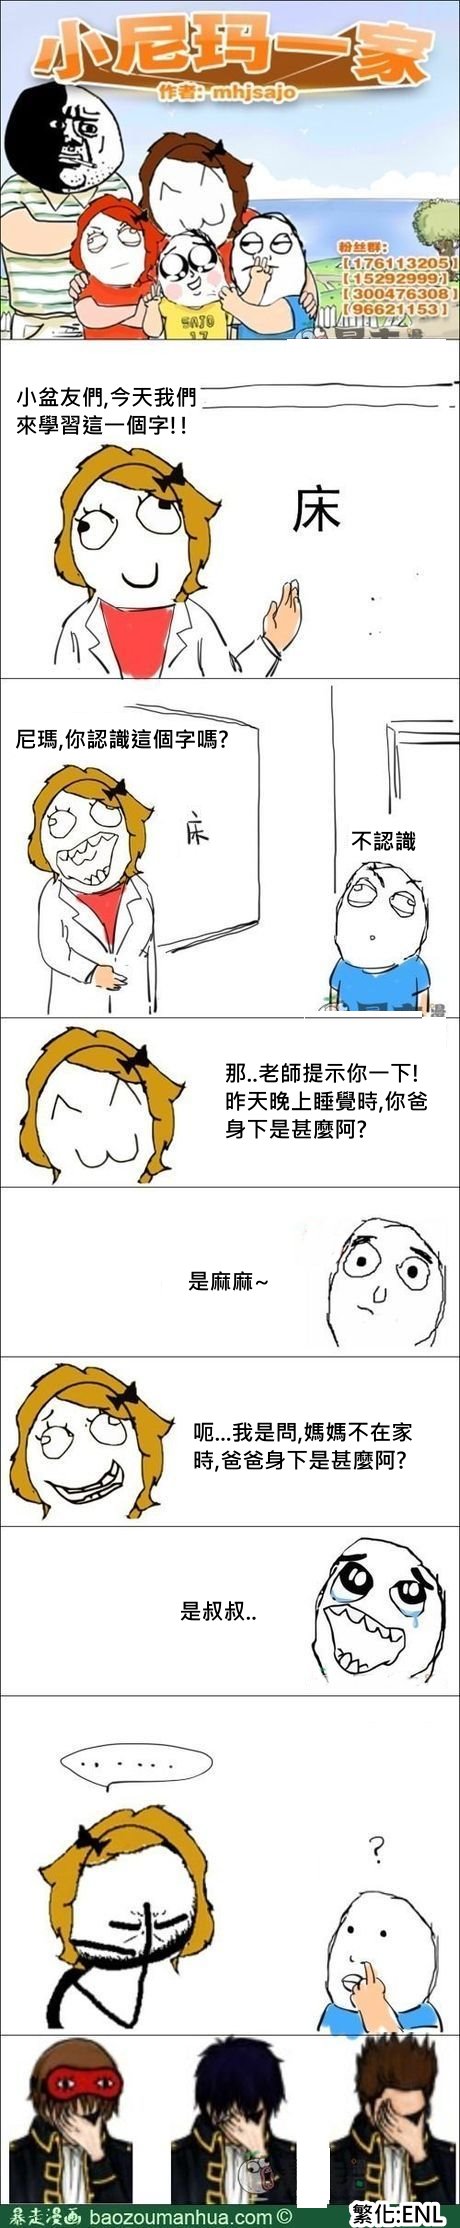 小尼玛一家
作者: mhjsajo
粉丝群:
【176113205】
【15292999】
【300476308】
【96621153】
SAJO
17
小盆友們,今天我們
來學習這一個字!!
床
尼瑪,你認識這個字嗎?
床
不認識
那..老師提示你一下!
昨天晚上睡覺時,你爸
身下是甚麼阿?
是麻麻~
呃...我是問,媽媽不在家
時,爸爸身下是甚麼阿?
是叔叔..
......
?
暴走漫画 baozoumanhua.com ©
繁化:ENL